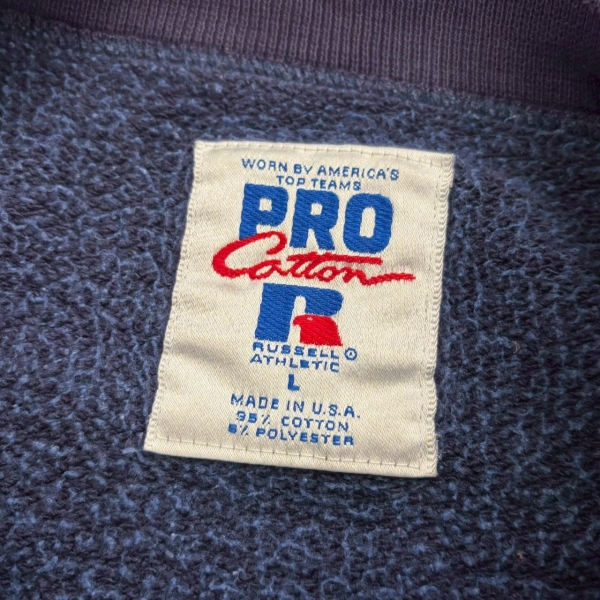 WORN BY AMERICA'S
TOP TEAMS
PRO
Cotton
R
RUSSELL ®
ATHLETIC
L
MADE IN U.S.A.
95% COTTON
5% POLYESTER